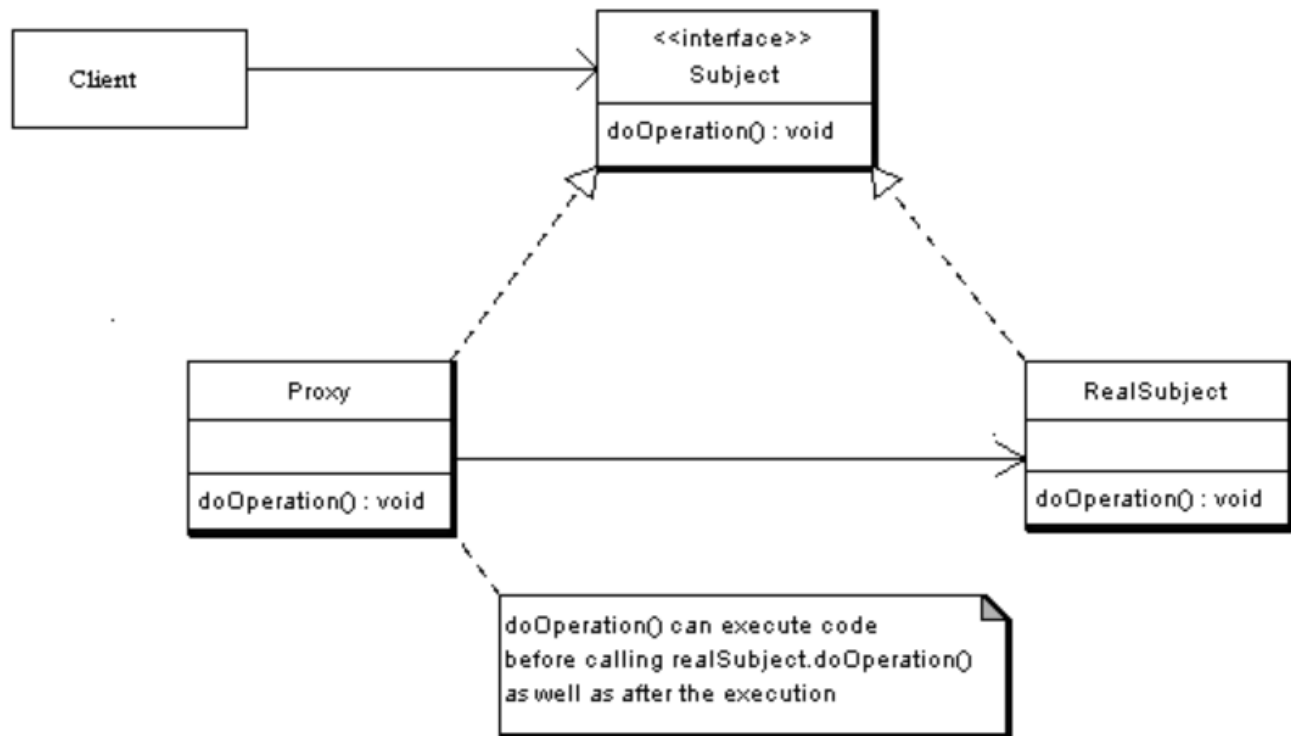 Client
<<interface>>
Subject
doOperation() : void
Proxy
doOperation() : void
RealSubject
doOperation() : void
doOperation() can execute code
before calling realSubject.doOperation()
as well as after the execution